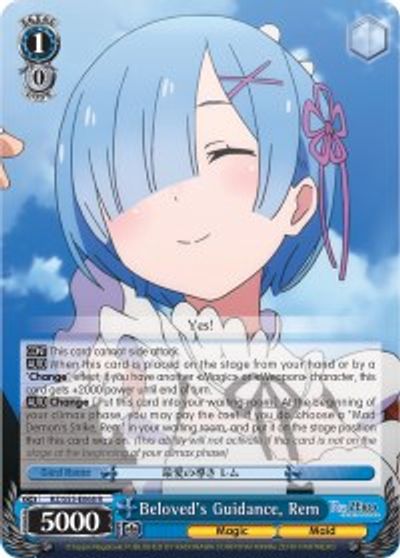 1
0
Yes!
CONT This card cannot side attack.
AUTO When this card is placed on the stage from your hand or by a
"Change" effect, if you have another «Magic» or «Weapon» character, this
card gets +2000 power until end of turn.
AUTO Change [Put this card into your waiting room] At the beginning of
your climax phase, you may pay the cost. If you do, choose a "Mad
Demon's Strike, Rem" in your waiting room, and put it on the stage position
that this card was on. (This ability will not activate if this card is not on the
stage at the beginning of your climax phase)
Card Name
最愛の導き レム
5000
Beloved's Guidance, Rem
Magic
Maid